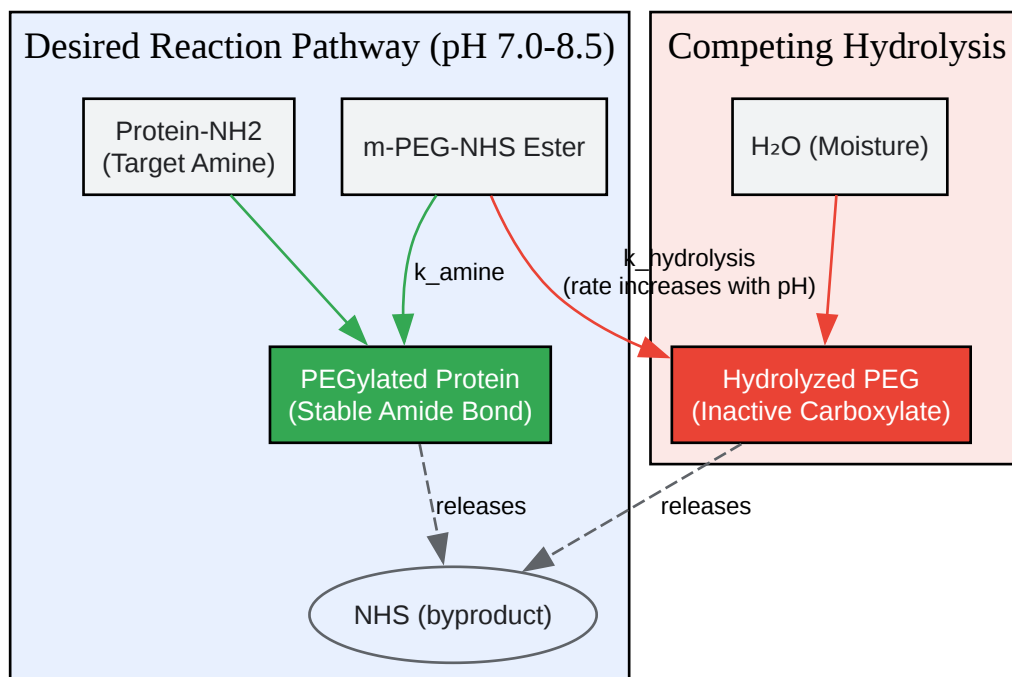 Desired Reaction Pathway (pH 7.0-8.5)
Competing Hydrolysis
Protein-NH2
(Target Amine)
m-PEG-NHS Ester
H₂O (Moisture)
k_amine
k_hydrolysis
(rate increases with pH)
PEGylated Protein
(Stable Amide Bond)
Hydrolyzed PEG
(Inactive Carboxylate)
releases
releases
NHS (byproduct)